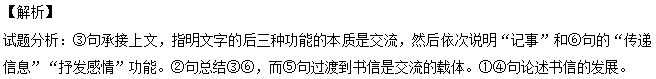 【解析】
试题分析：③句承接上文，指明文字的后三种功能的本质是交流，然后依次说明“记事”和⑥句的“传递
信息”“抒发感情”功能。②句总结③⑥，而⑤句过渡到书信是交流的载体。①④句论述书信的发展。